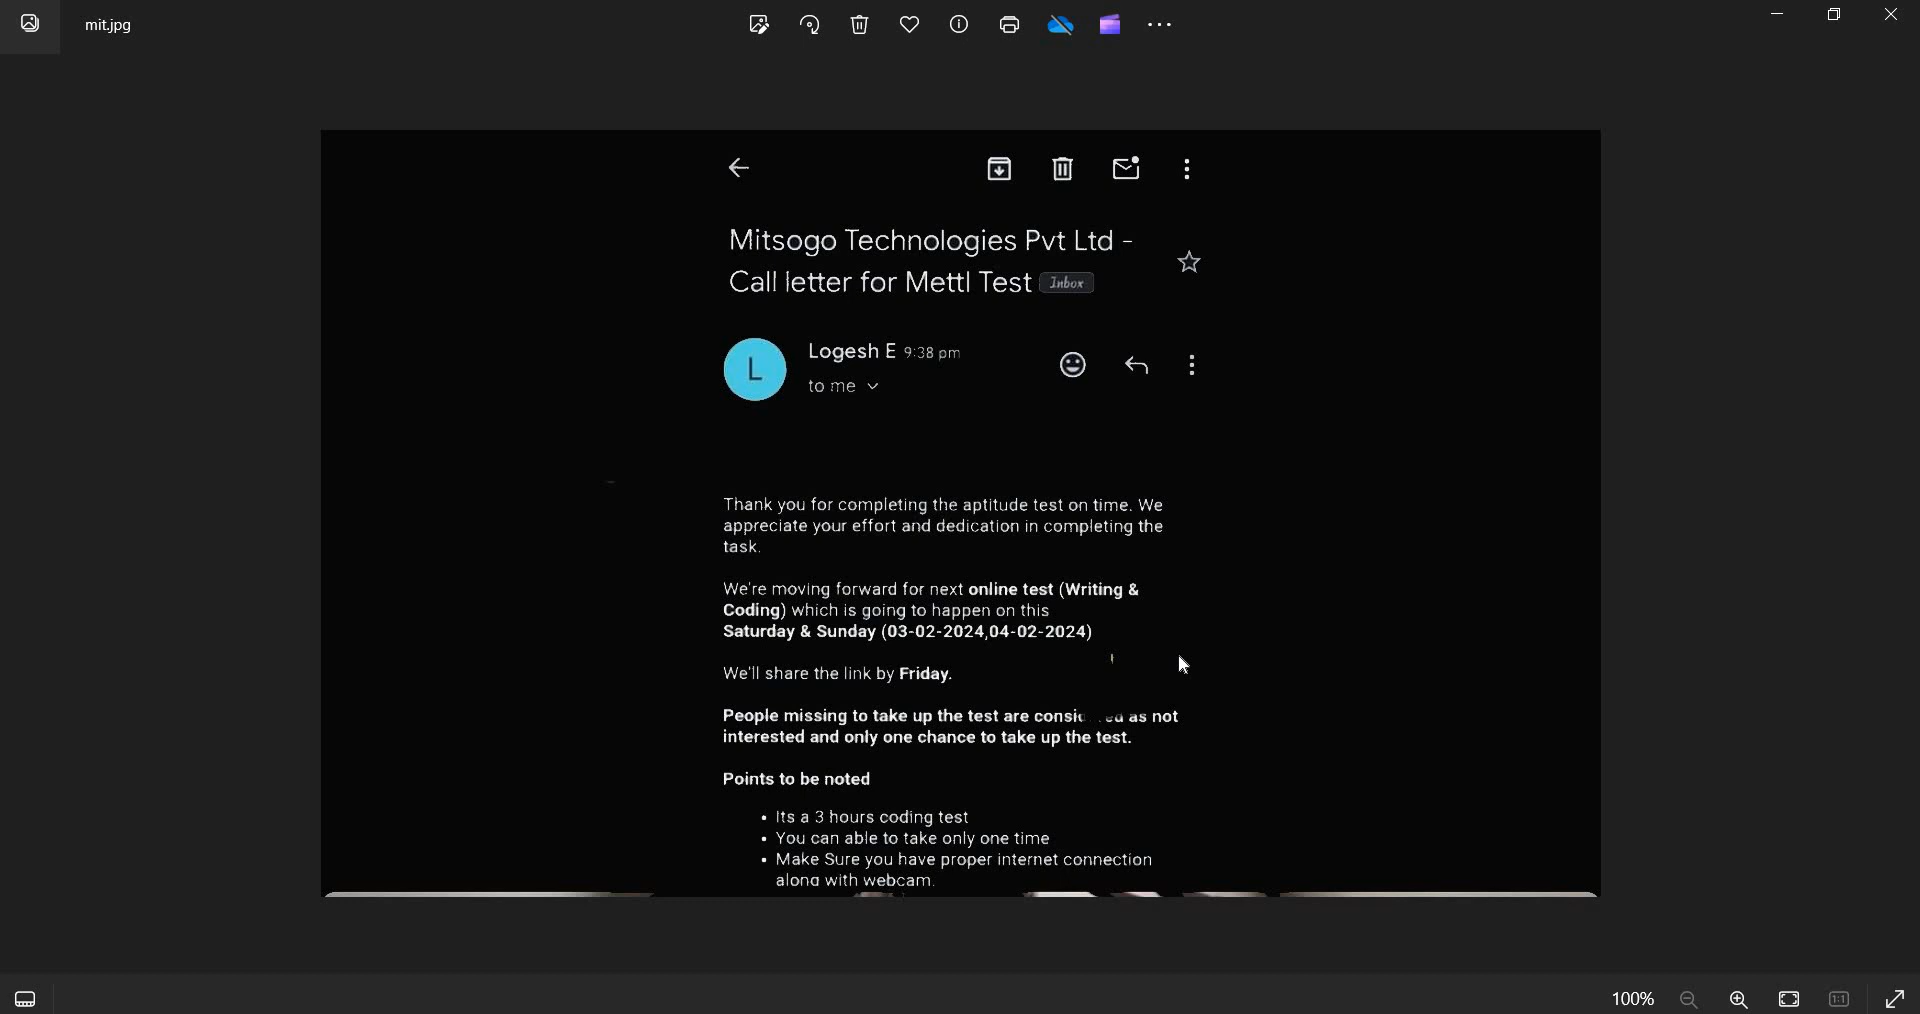 mit.jpg
Mitsogo Technologies Pvt Ltd -
Call letter for Mettl Test Inbox
L
Logesh E 9:38 pm
to me
Thank you for completing the aptitude test on time. We
appreciate your effort and dedication in completing the
task.
We're moving forward for next online test (Writing &
Coding) which is going to happen on this
Saturday & Sunday (03-02-2024,04-02-2024)
We'll share the link by Friday.
People missing to take up the test are as not
interested and only one chance to take up the test.
Points to be noted
• Its a 3 hours coding test
• You can able to take only one time
• Make Sure you have proper internet connection
along with webcam.
100%
1:1